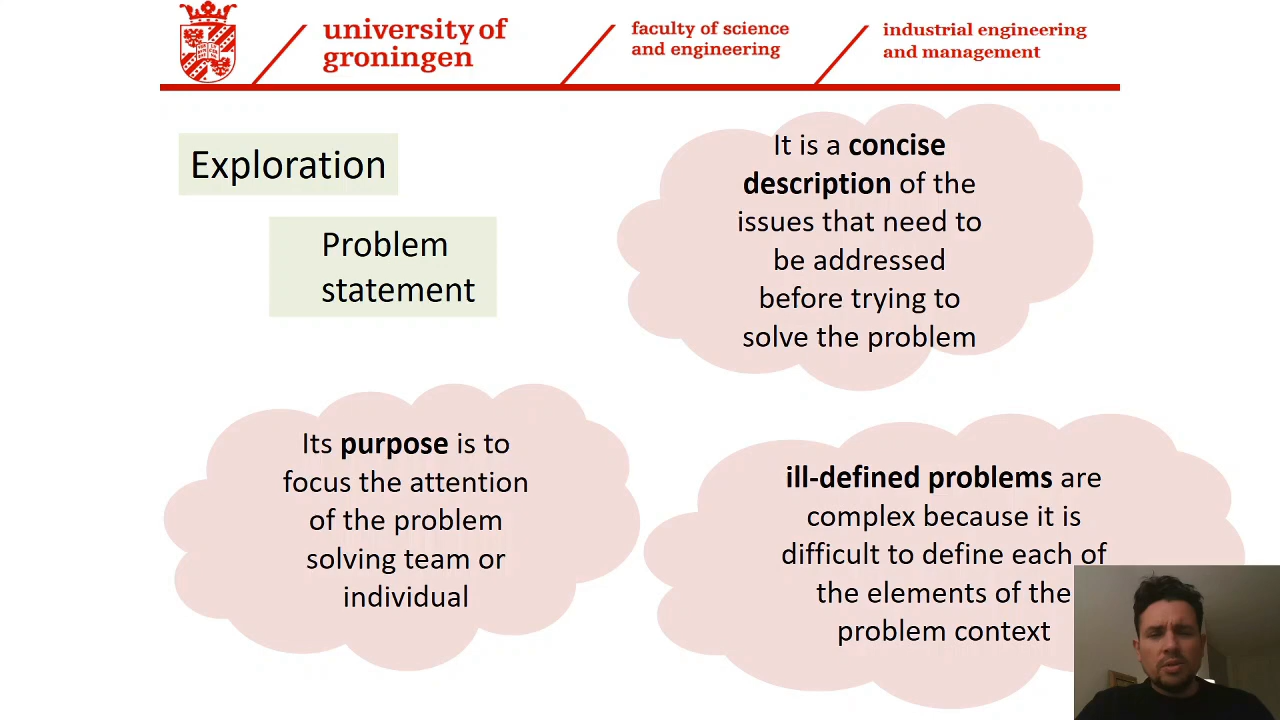 university of
groningen
faculty of science
and engineering
industrial engineering
and management
Exploration
Problem
statement
It is a concise
description of the
issues that need to
be addressed
before trying to
solve the problem
Its purpose is to
focus the attention
of the problem
solving team or
individual
ill-defined problems are
complex because it is
difficult to define each of
the elements of the
problem context